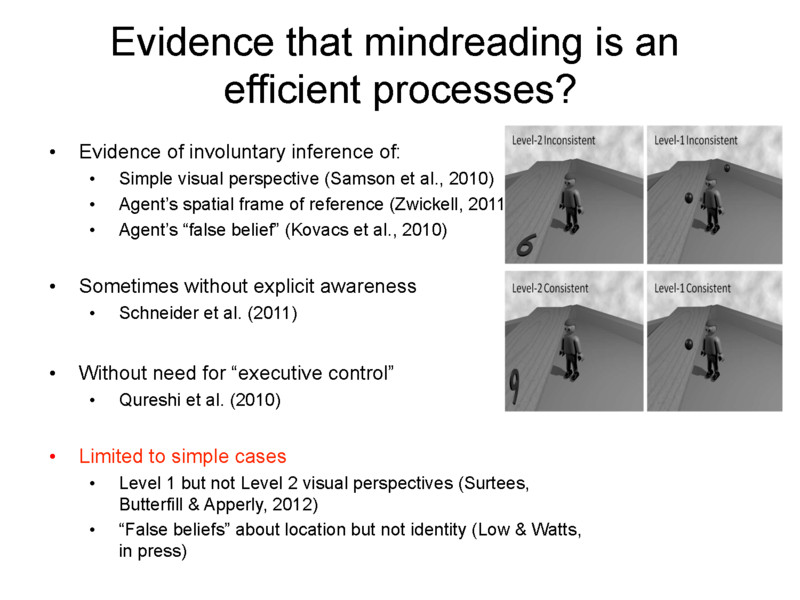 Evidence that mindreading is an
efficient processes?
• Evidence of involuntary inference of:
• Simple visual perspective (Samson et al., 2010)
• Agent’s spatial frame of reference (Zwickell, 2011
• Agent’s “false belief” (Kovacs et al., 2010)
• Sometimes without explicit awareness
• Schneider et al. (2011)
• Without need for “executive control”
• Qureshi et al. (2010)
• Limited to simple cases
• Level 1 but not Level 2 visual perspectives (Surtees,
Butterfill & Apperly, 2012)
• “False beliefs” about location but not identity (Low & Watts,
in press)
Level-2 Inconsistent
6
Level-1 Inconsistent
Level-2 Consistent
9
Level-1 Consistent